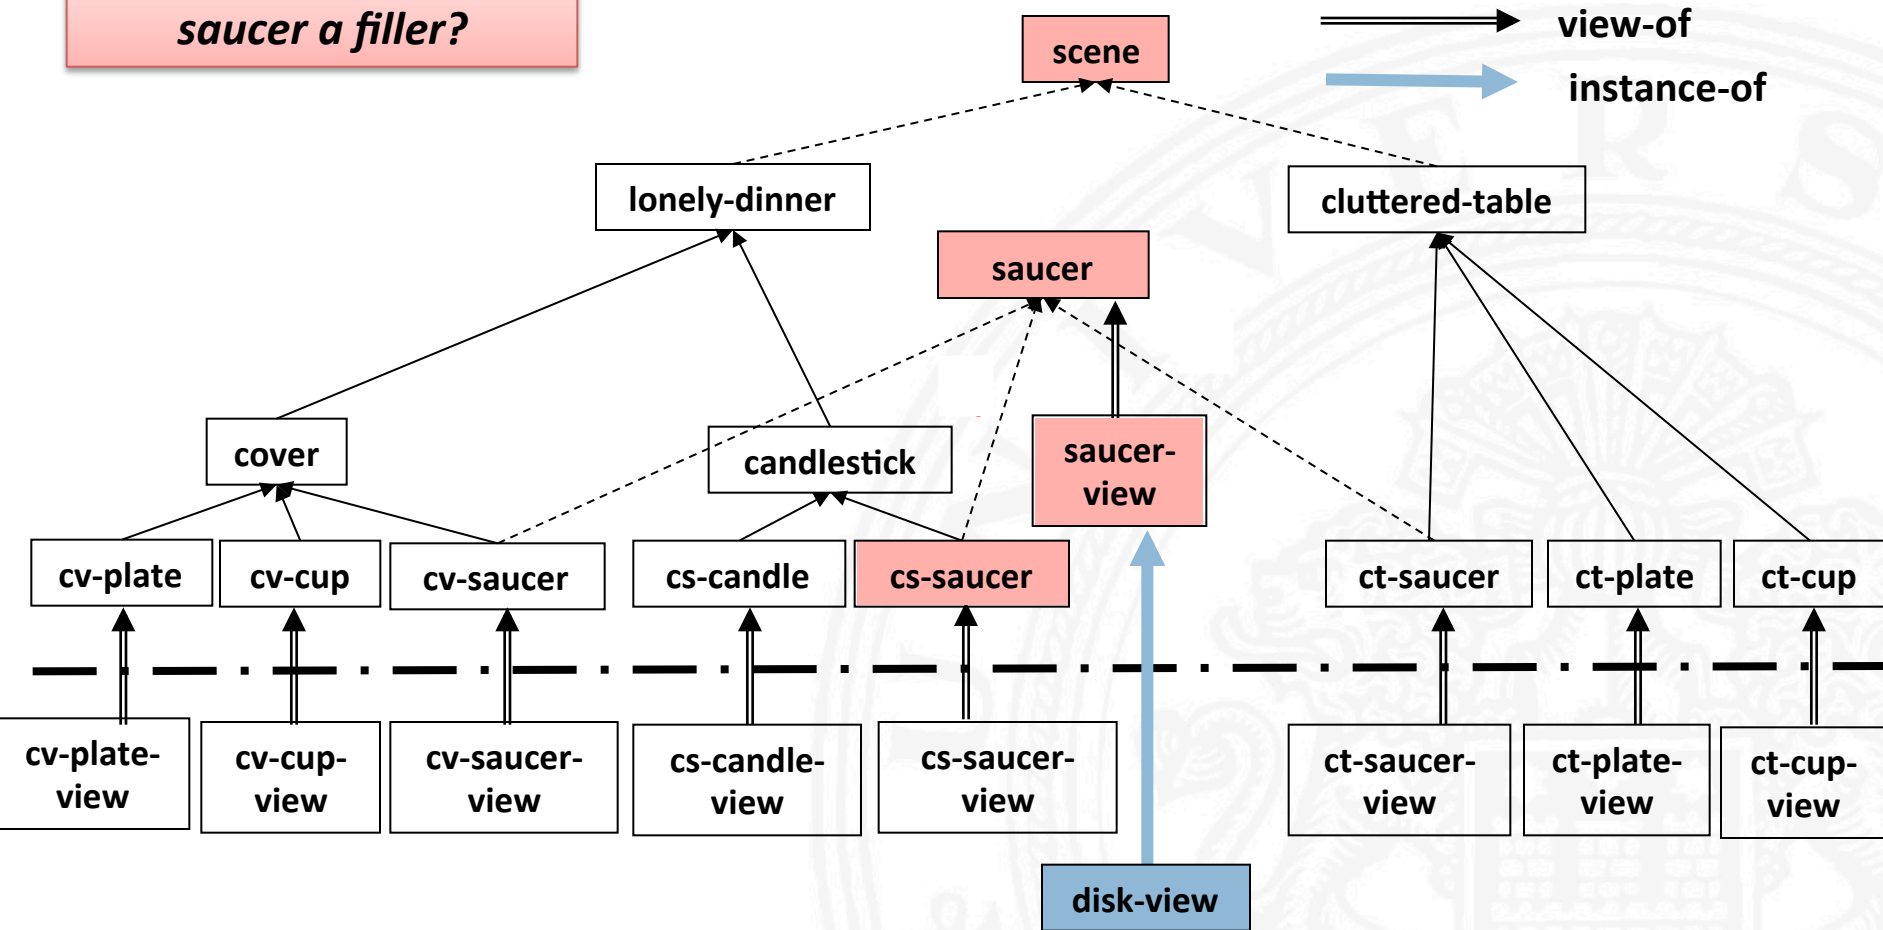 saucer a filler?
view-of
instance-of
scene
lonely-dinner
cluttered-table
saucer
cover
candlestick
saucer-
view
cv-plate
cv-cup
cv-saucer
cs-candle
cs-saucer
ct-saucer
ct-plate
ct-cup
cv-plate-
view
cv-cup-
view
cv-saucer-
view
cs-candle-
view
cs-saucer-
view
ct-saucer-
view
ct-plate-
view
ct-cup-
view
disk-view